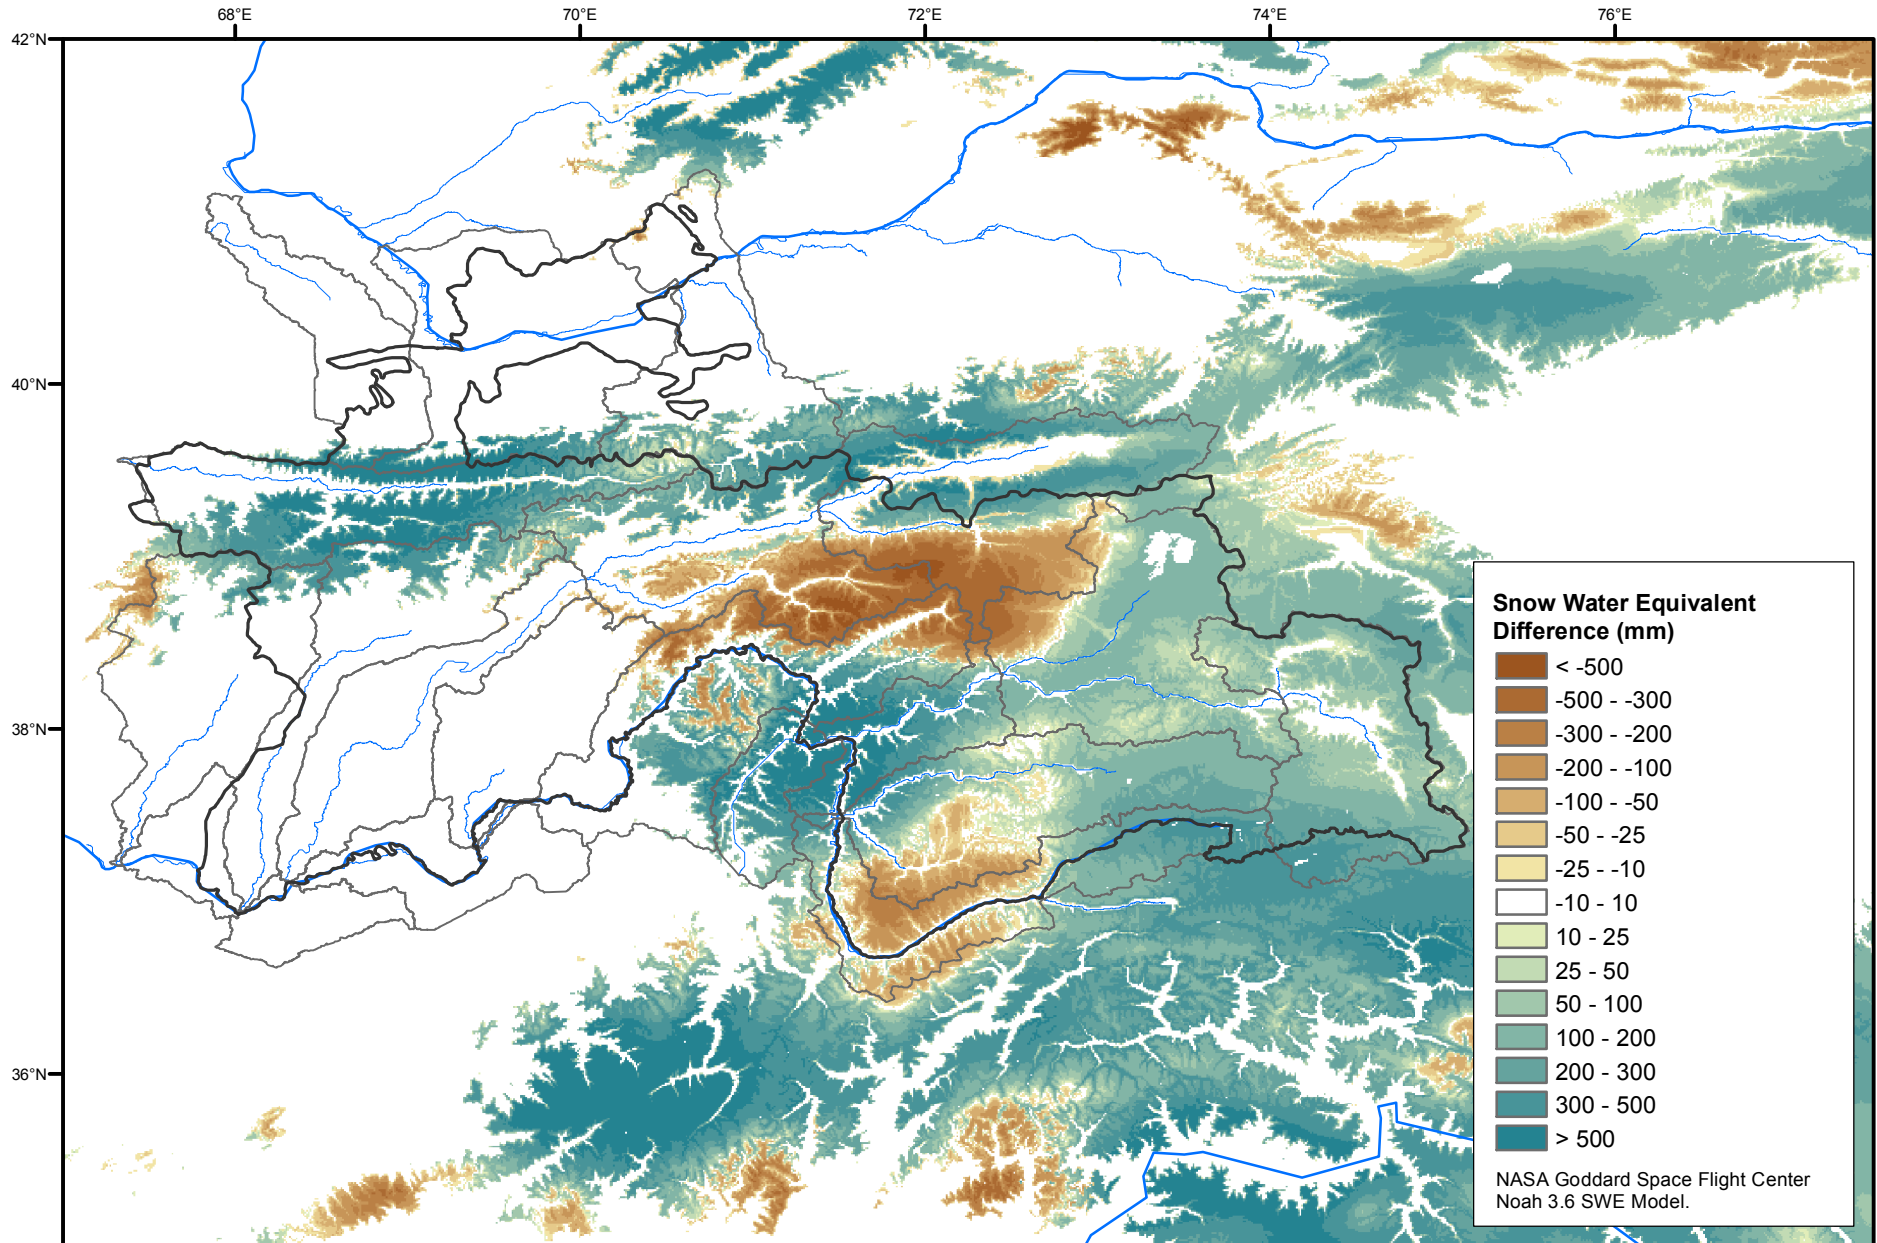 68°E 70°E 72°E 74°E 76°E
42°N
40°N
38°N
36°N
Snow Water Equivalent
Difference (mm)
< -500
-500 - -300
-300 - -200
-200 - -100
-100 - -50
-50 - -25
-25 - -10
-10 - 10
10 - 25
25 - 50
50 - 100
100 - 200
200 - 300
300 - 500
> 500
NASA Goddard Space Flight Center
Noah 3.6 SWE Model.